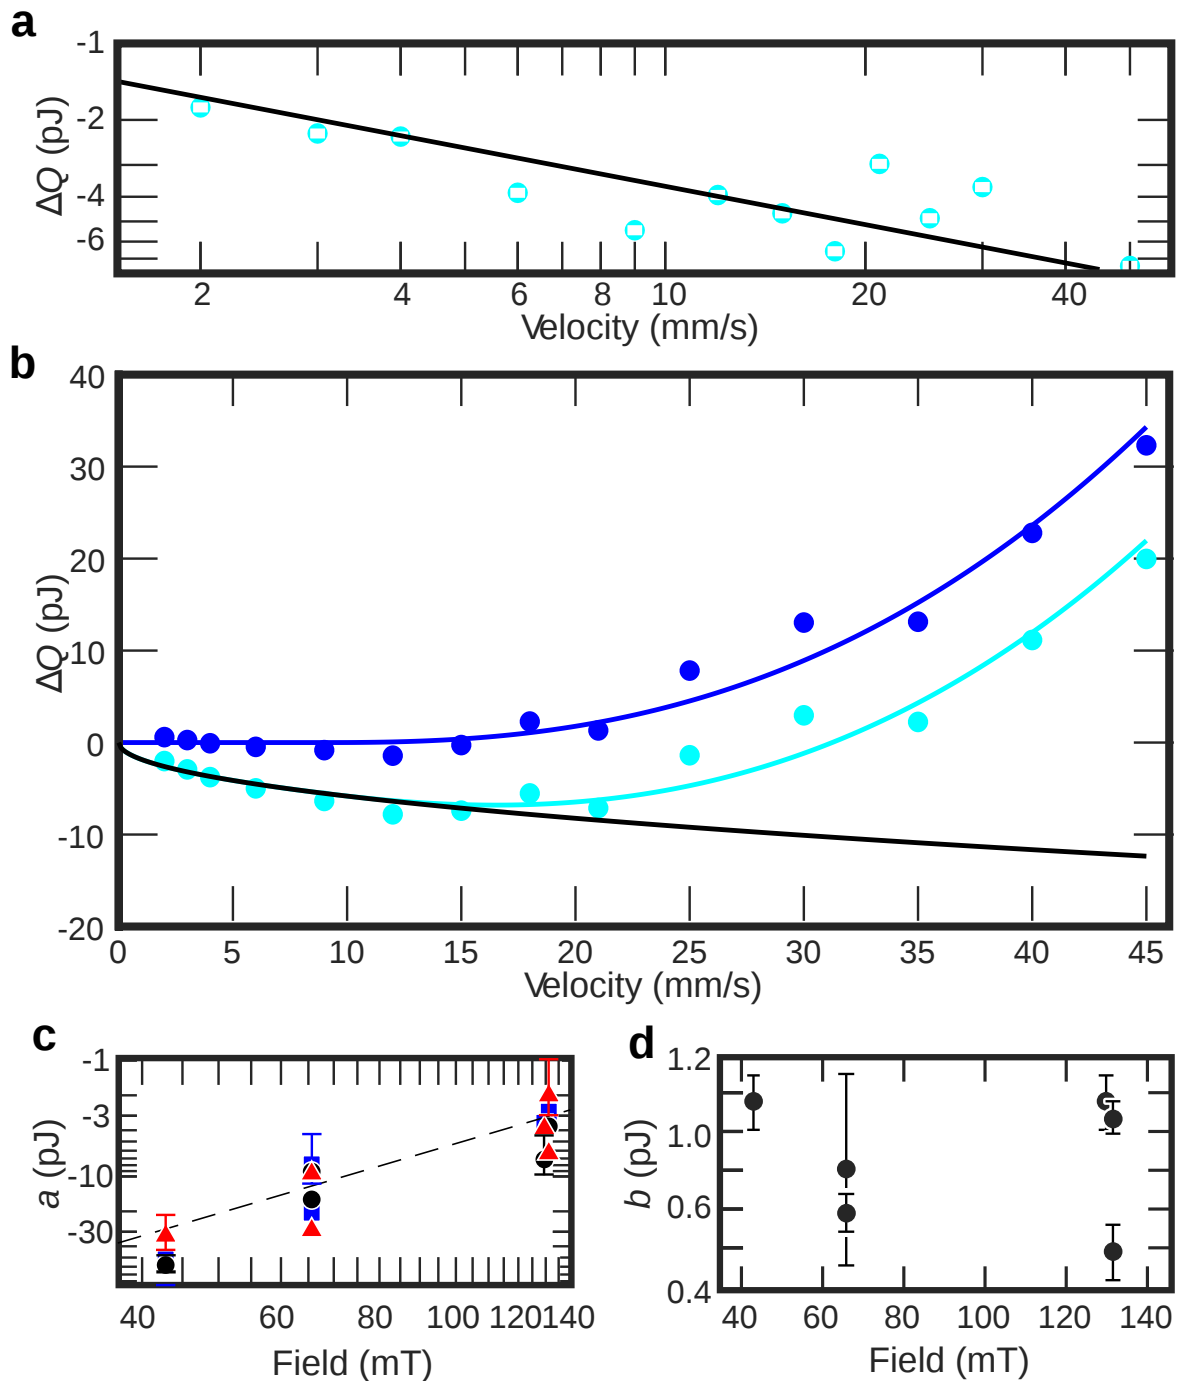 a
-1
-2
-4
-6
ΔQ (pJ)
2 4 6 8 10 20 40
Velocity (mm/s)
b
40
30
20
10
0
-10
-20
ΔQ (pJ)
0 5 10 15 20 25 30 35 40 45
Velocity (mm/s)
c
-1
-3
-10
-30
a (pJ)
40 60 80 100 120 140
Field (mT)
d
1.2
1.0
0.6
0.4
b (pJ)
40 60 80 100 120 140
Field (mT)